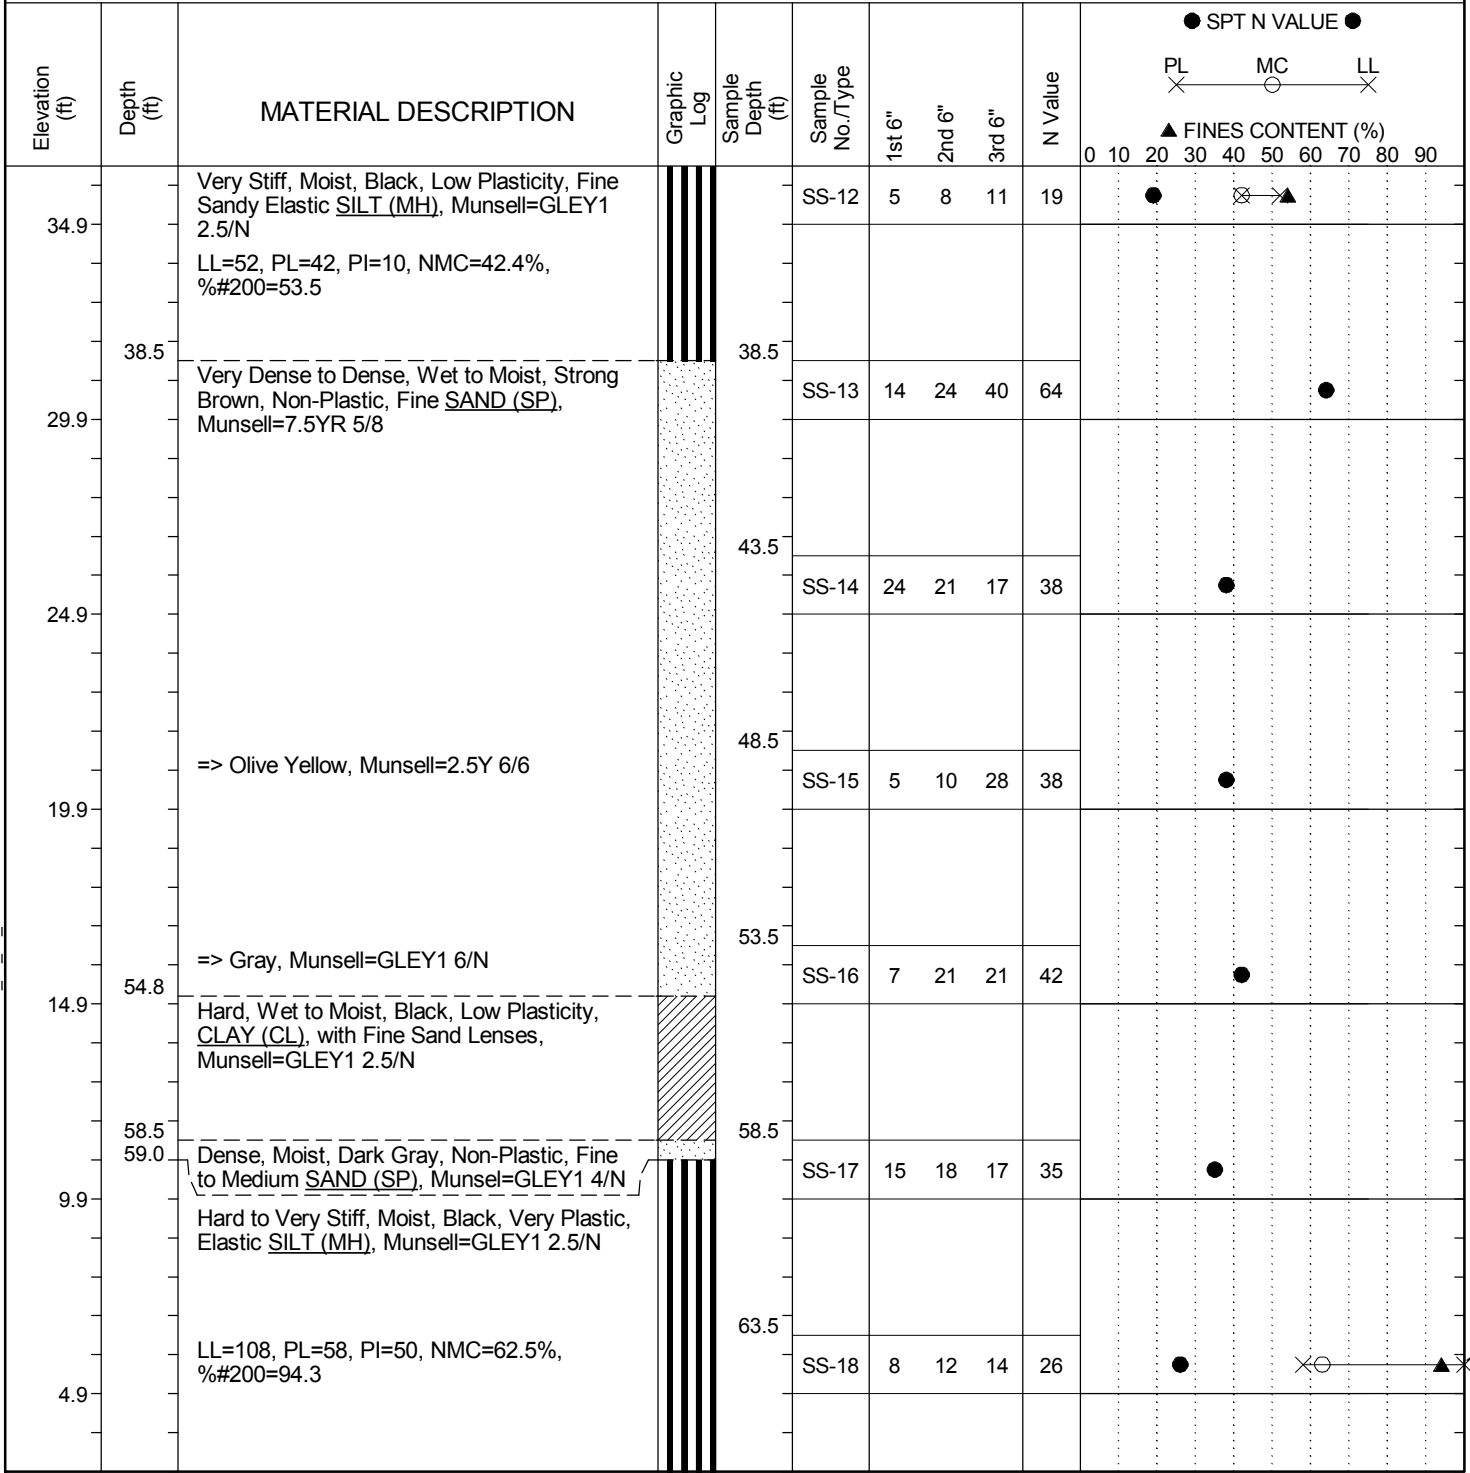 Elevation
(ft)
Depth
(ft)
MATERIAL DESCRIPTION
Graphic
Log
Sample
Depth
(ft)
Sample
No./Type
1st 6"
2nd 6"
3rd 6"
N Value
SPT N VALUE
PL MC LL
FINES CONTENT (%)
0 10 20 30 40 50 60 70 80 90
Very Stiff, Moist, Black, Low Plasticity, Fine
Sandy Elastic SILT (MH), Munsell=GLEY1
2.5/N
SS-12 5 8 11 19
34.9
LL=52, PL=42, PI=10, NMC=42.4%,
%#200=53.5
38.5 38.5
Very Dense to Dense, Wet to Moist, Strong
Brown, Non-Plastic, Fine SAND (SP),
Munsell=7.5YR 5/8
SS-13 14 24 40 64
29.9
43.5
SS-14 24 21 17 38
24.9
48.5
=> Olive Yellow, Munsell=2.5Y 6/6
SS-15 5 10 28 38
19.9
53.5
=> Gray, Munsell=GLEY1 6/N
SS-16 7 21 21 42
54.8
14.9
Hard, Wet to Moist, Black, Low Plasticity,
CLAY (CL), with Fine Sand Lenses,
Munsell=GLEY1 2.5/N
58.5 58.5
59.0
Dense, Moist, Dark Gray, Non-Plastic, Fine
to Medium SAND (SP), Munsel=GLEY1 4/N
SS-17 15 18 17 35
9.9
Hard to Very Stiff, Moist, Black, Very Plastic,
Elastic SILT (MH), Munsell=GLEY1 2.5/N
63.5
LL=108, PL=58, PI=50, NMC=62.5%,
%#200=94.3
SS-18 8 12 14 26
4.9